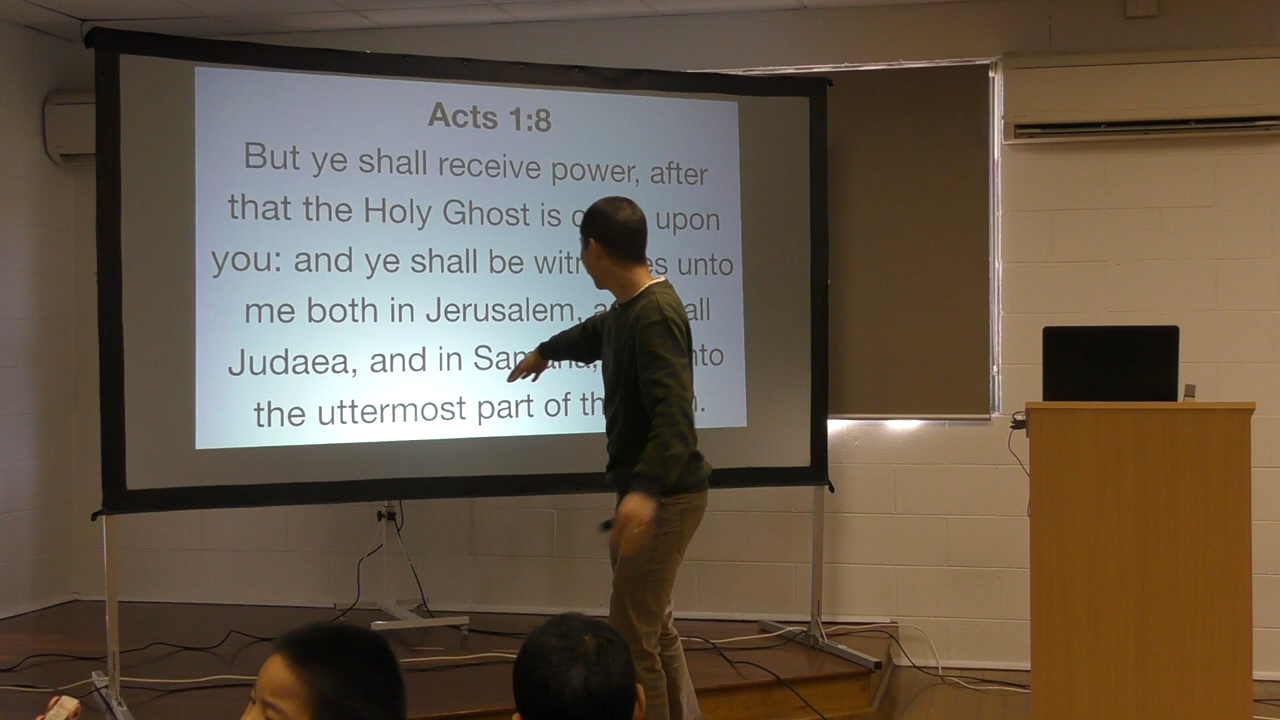 Acts 1:8
But ye shall receive power, after
that the Holy Ghost is upon
you: and ye shall be unto
me both in Jerusalem,
Judaea, and in
the uttermost part of